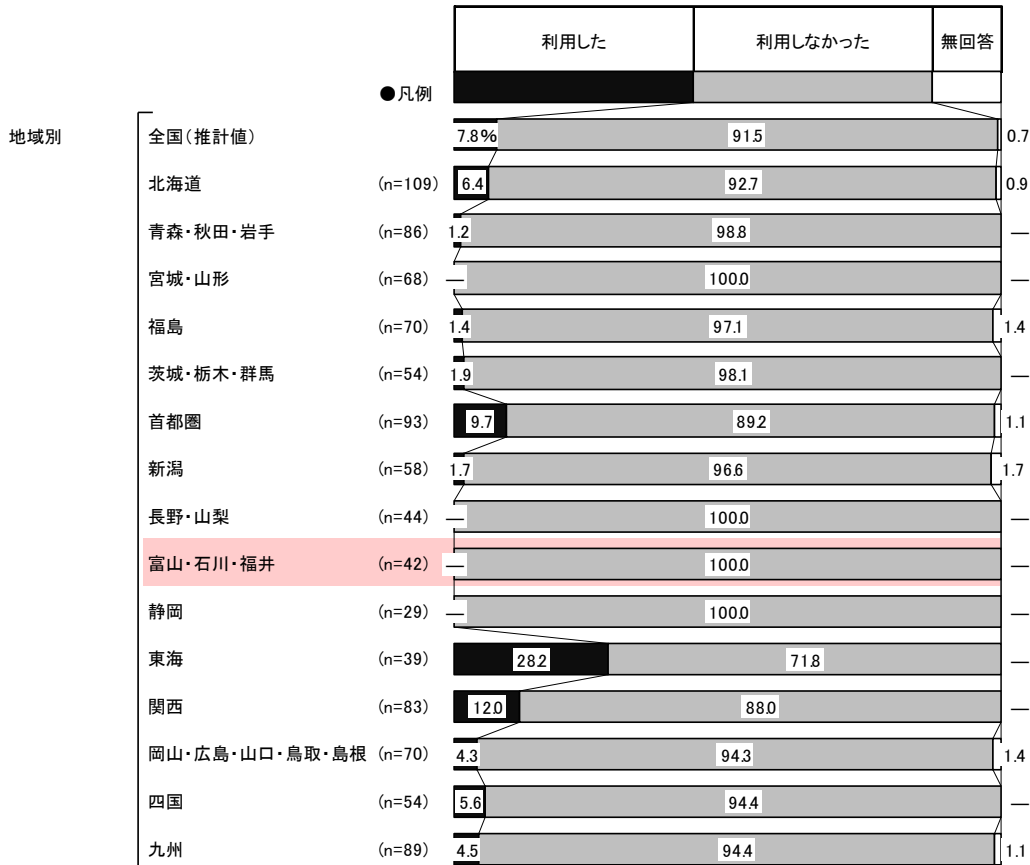 利用した 利用しなかった 無回答
●凡例
地域別 全国(推計値) 7.8% 91.5 0.7
北海道 (n=109) 6.4 92.7 0.9
青森・秋田・岩手 (n=86) 1.2 98.8 —
宮城・山形 (n=68) — 100.0 —
福島 (n=70) 1.4 97.1 1.4
茨城・栃木・群馬 (n=54) 1.9 98.1 —
首都圏 (n=93) 9.7 89.2 1.1
新潟 (n=58) 1.7 96.6 1.7
長野・山梨 (n=44) — 100.0 —
富山・石川・福井 (n=42) — 100.0 —
静岡 (n=29) — 100.0 —
東海 (n=39) 28.2 71.8 —
関西 (n=83) 12.0 88.0 —
岡山・広島・山口・鳥取・島根 (n=70) 4.3 94.3 1.4
四国 (n=54) 5.6 94.4 —
九州 (n=89) 4.5 94.4 1.1